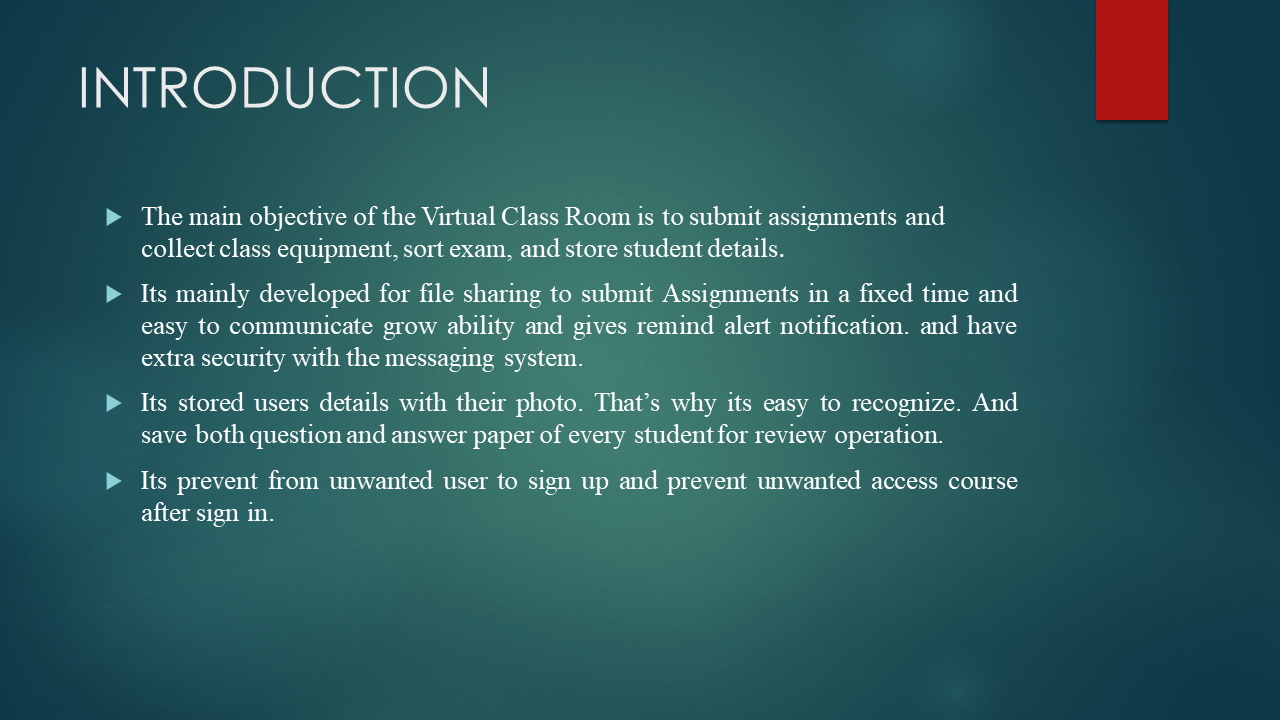 INTRODUCTION
The main objective of the Virtual Class Room is to submit assignments and
collect class equipment, sort exam, and store student details.
Its mainly developed for file sharing to submit Assignments in a fixed time and
easy to communicate grow ability and gives remind alert notification. and have
extra security with the messaging system.
Its stored users details with their photo. That’s why its easy to recognize. And
save both question and answer paper of every student for review operation.
Its prevent from unwanted user to sign up and prevent unwanted access course
after sign in.